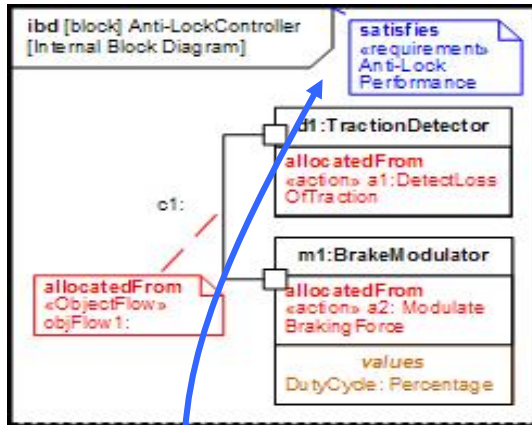 ibd [block] Anti-LockController
[Internal Block Diagram]
satisfies
«requirement»
Anti-Lock
Performance
d1:TractionDetector
allocatedFrom
«action» a1:DetectLoss
OfTraction
c1:
m1:BrakeModulator
allocatedFrom
«action» a2: Modulate
BrakingForce
allocatedFrom
«ObjectFlow»
objFlow1:
values
DutyCycle: Percentage